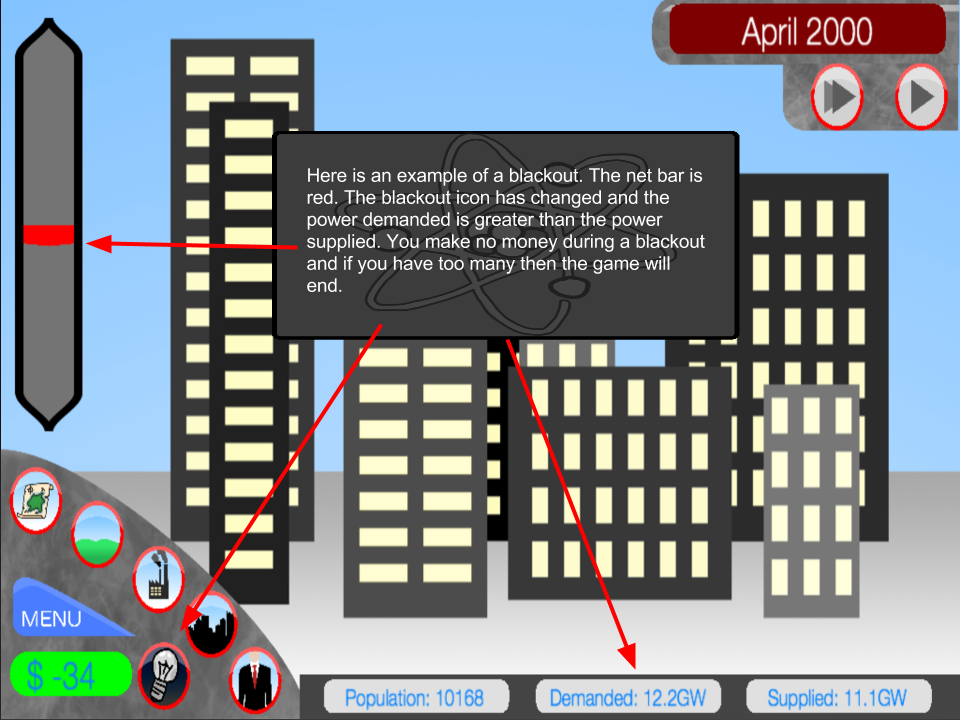 April 2000
Here is an example of a blackout. The net bar is
red. The blackout icon has changed and the
power demanded is greater than the power
supplied. You make no money during a blackout
and if you have too many then the game will
end.
MENU
$ -34
Population: 10168
Demanded: 12.2GW
Supplied: 11.1GW